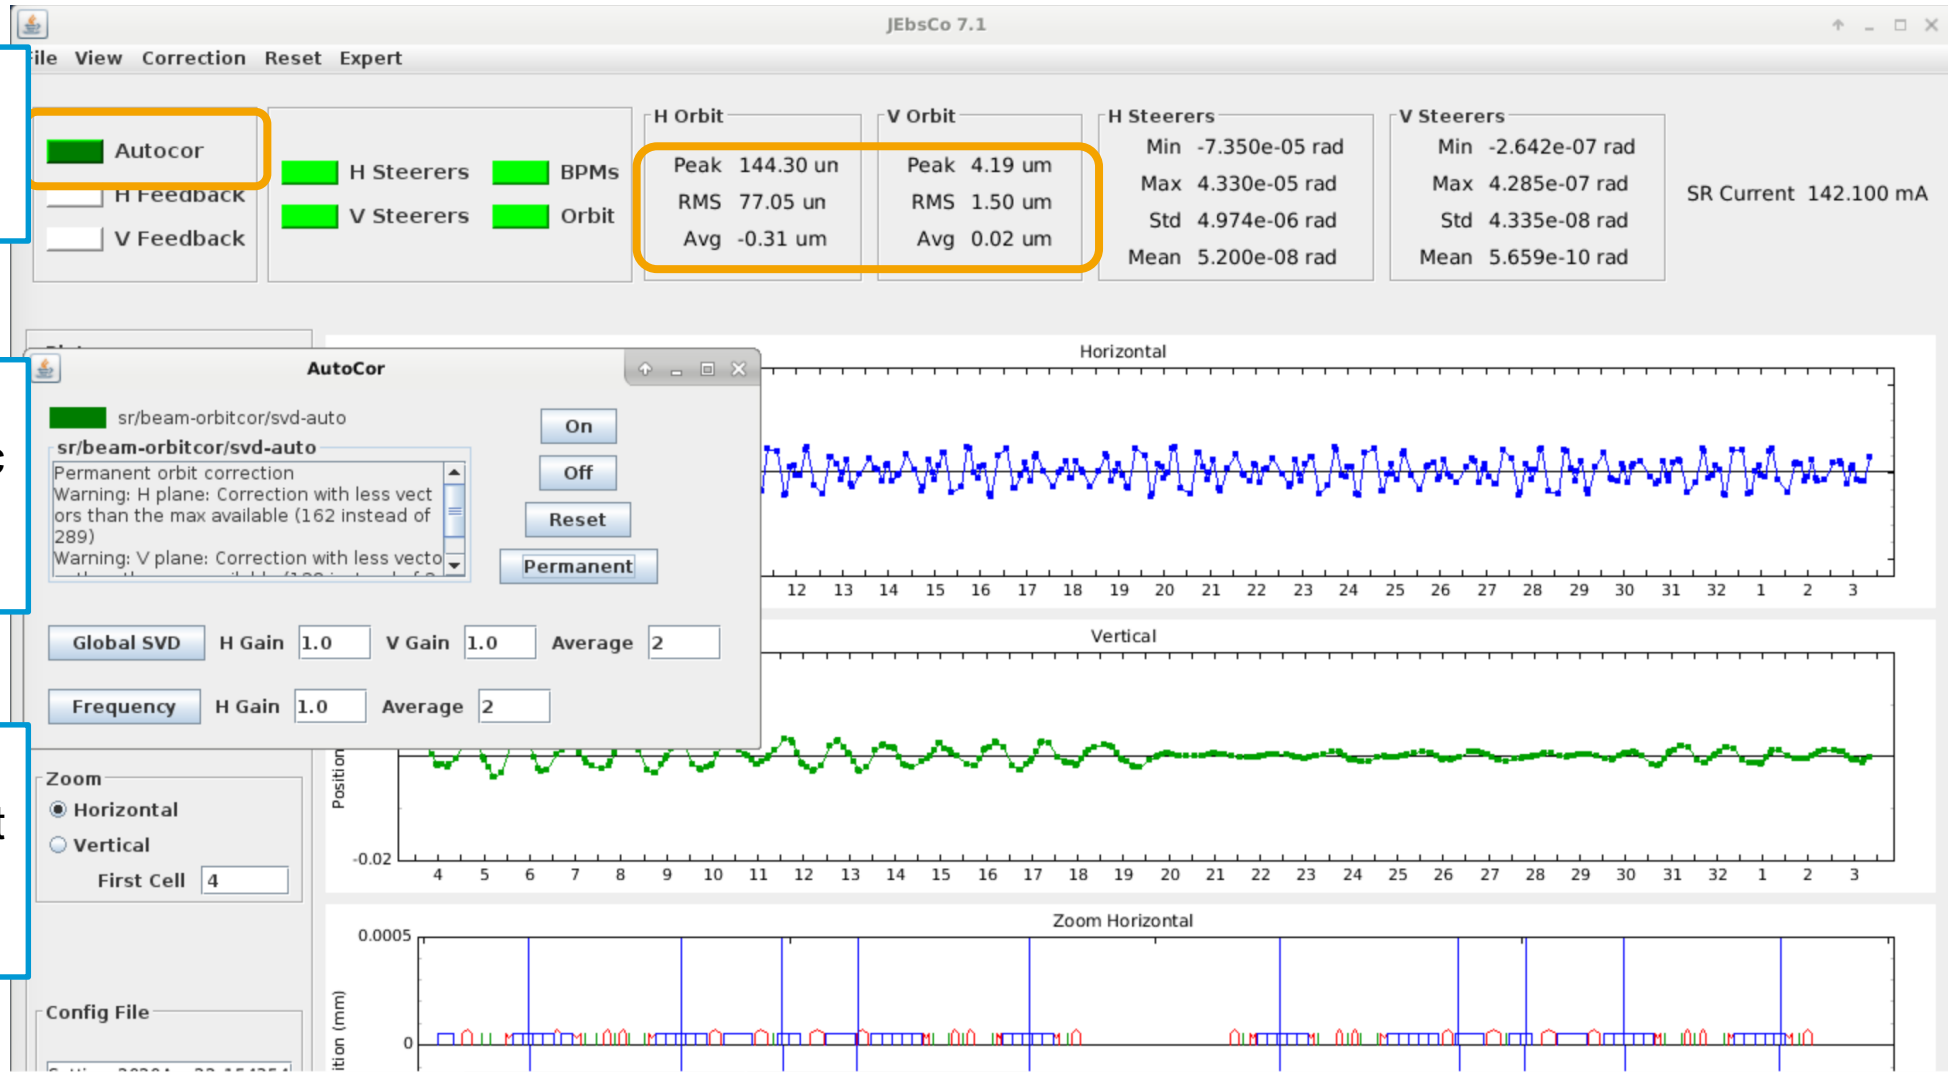 JEbsCo 7.1
File View Correction Reset Expert
Autocor
H Feedback
V Feedback
H Steerers
BPMs
V Steerers
Orbit
H Orbit
Peak 144.30 un
RMS 77.05 un
Avg -0.31 um
V Orbit
Peak 4.19 um
RMS 1.50 um
Avg 0.02 um
H Steerers
Min -7.350e-05 rad
Max 4.330e-05 rad
Std 4.974e-06 rad
Mean 5.200e-08 rad
V Steerers
Min -2.642e-07 rad
Max 4.285e-07 rad
Std 4.335e-08 rad
Mean 5.659e-10 rad
SR Current 142.100 mA
AutoCor
sr/beam-orbitcor/svd-auto
sr/beam-orbitcor/svd-auto
Permanent orbit correction
Warning: H plane: Correction with less vect
ors than the max available (162 instead of
289)
Warning: V plane: Correction with less vecto
On
Off
Reset
Permanent
Global SVD H Gain 1.0 V Gain 1.0 Average 2
Frequency H Gain 1.0 Average 2
Horizontal
12 13 14 15 16 17 18 19 20 21 22 23 24 25 26 27 28 29 30 31 32 1 2 3
Vertical
Position
-0.02
4 5 6 7 8 9 10 11 12 13 14 15 16 17 18 19 20 21 22 23 24 25 26 27 28 29 30 31 32 1 2 3
Zoom
Horizontal
Vertical
First Cell 4
Config File
Zoom Horizontal
0.0005
0
ition (mm)
c
t